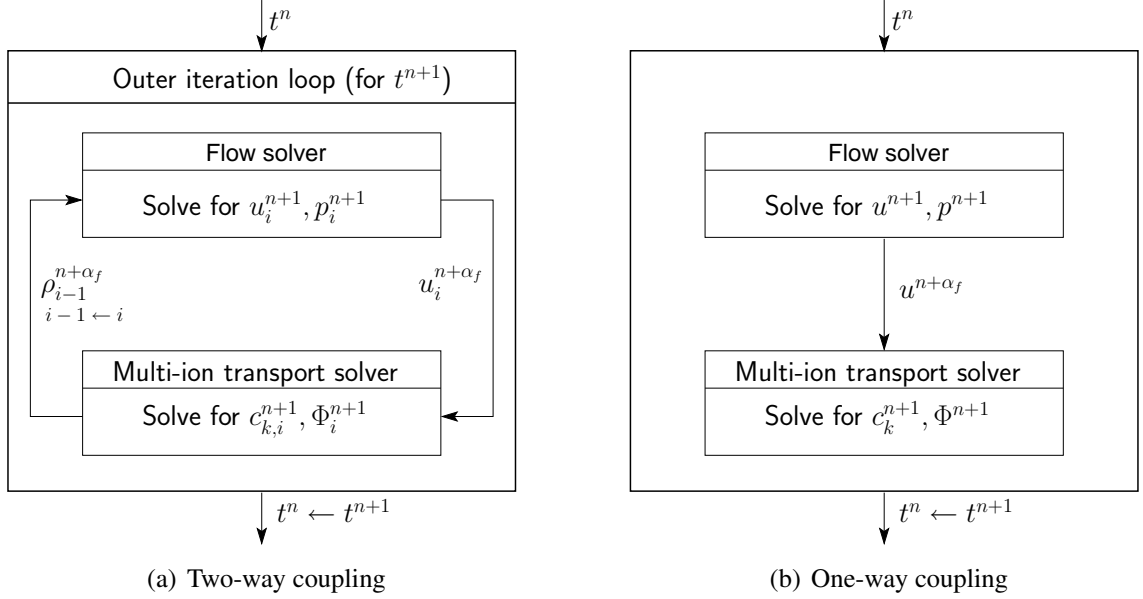 t^n
Outer iteration loop (for t^{n+1})
Flow solver
Solve for u_i^{n+1}, p_i^{n+1}
ρ_{i−1}^{n+α_f}
i − 1 ← i
u_i^{n+α_f}
Multi-ion transport solver
Solve for c_{k,i}^{n+1}, Φ_i^{n+1}
t^n ← t^{n+1}
(a) Two-way coupling
t^n
Flow solver
Solve for u^{n+1}, p^{n+1}
u^{n+α_f}
Multi-ion transport solver
Solve for c_k^{n+1}, Φ^{n+1}
t^n ← t^{n+1}
(b) One-way coupling